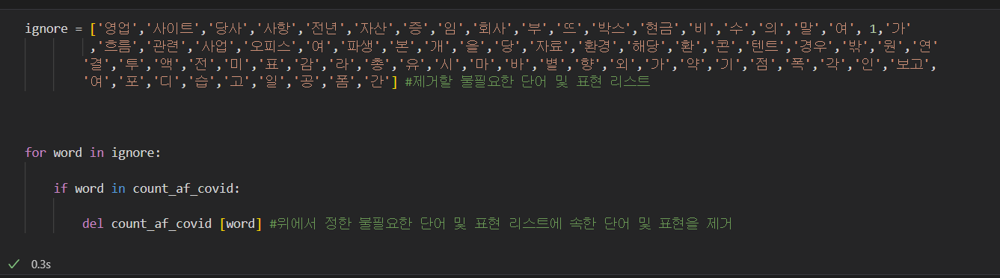 ignore = ['영업','사이트','당사','사항','전년','자산','증','임','회사','부','뜨','박스','현금','비','수','의','말','여', 1,'가'
,'흐름','관련','사업','오피스','여','파생','본','개','을','당','자료','환경','해당','환','콘','텐트','경우','밖','원','연'
'결','투','액','전','미','표','감','라','총','유','시','마','바','별','향','외','가','약','기','점','폭','각','인','보고',
'여','포','디','습','고','일','공','폼','간'] #제거할 불필요한 단어 및 표현 리스트
for word in ignore:
if word in count_af_covid:
del count_af_covid [word] #위에서 정한 불필요한 단어 및 표현 리스트에 속한 단어 및 표현을 제거
0.3s